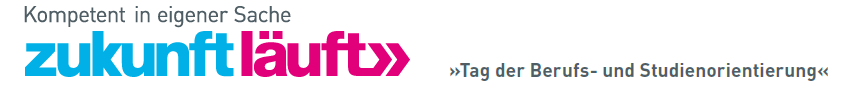 Kompetent in eigener Sache
zukunft läuft»
»Tag der Berufs- und Studienorientierung«